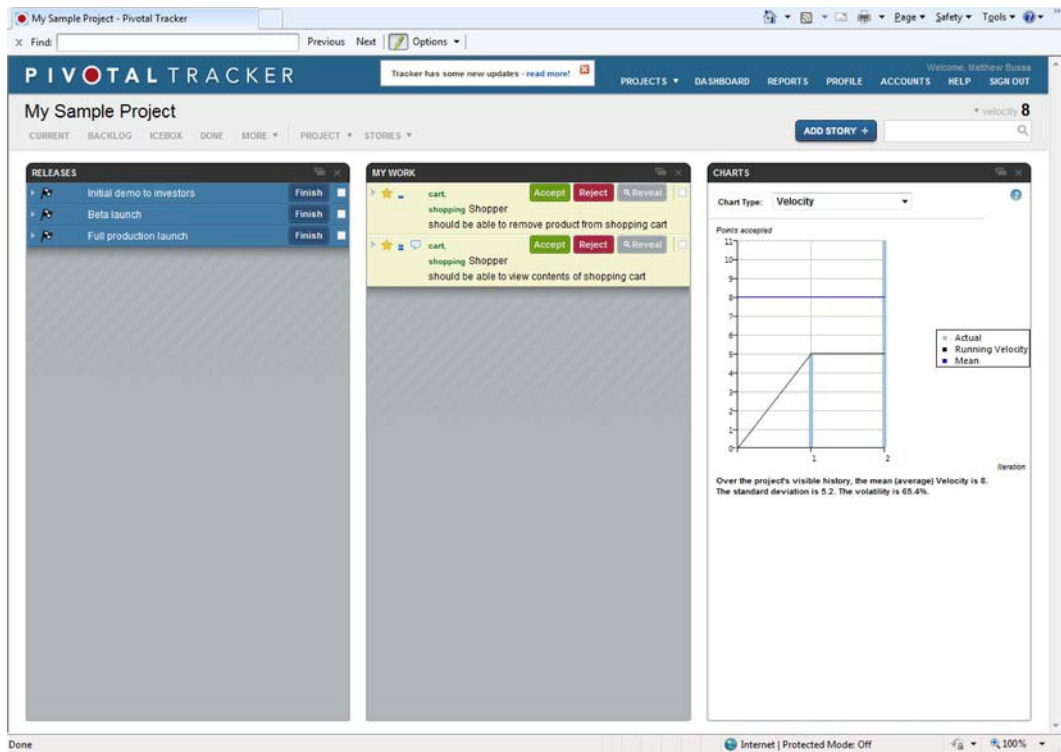 My Sample Project - Pivotal Tracker
Page Safety Tools
x Find: Previous Next Options
PIVOTAL TRACKER
Tracker has some new updates - read more!
Welcome, Matthew Bussa
PROJECTS DASHBOARD REPORTS PROFILE ACCOUNTS HELP SIGN OUT
My Sample Project
velocity 8
CURRENT BACKLOG ICEBOX DONE MORE PROJECT STORIES
ADD STORY +
RELEASES
Initial demo to investors Finish
Beta launch Finish
Full production launch Finish
MY WORK
cart, Accept Reject Reveal
shopping Shopper
should be able to remove product from shopping cart
cart, Accept Reject Reveal
shopping Shopper
should be able to view contents of shopping cart
CHARTS
Chart Type: Velocity
Points accepted
11
10
9
8
7
6
5
4
3
2
1
0
1 2
Iteration
Actual
Running Velocity
Mean
Over the project's visible history, the mean (average) Velocity is 8.
The standard deviation is 5.2. The volatility is 65.4%.
Done
Internet | Protected Mode: Off
100%